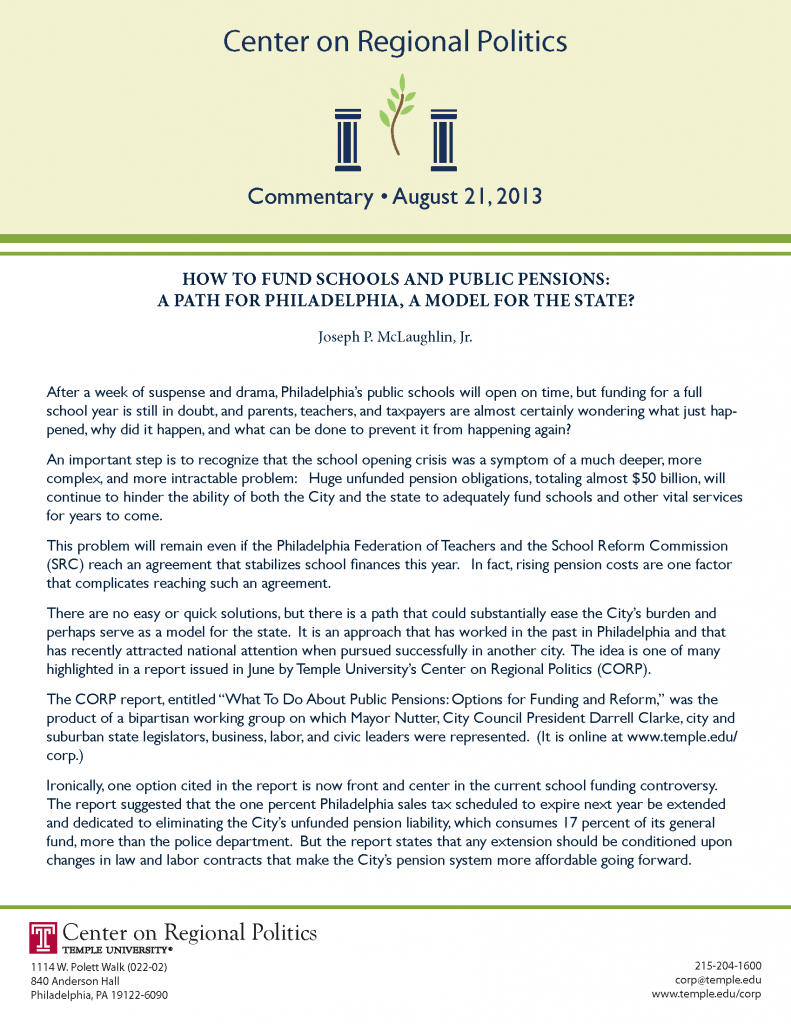 Center on Regional Politics
Commentary • August 21, 2013
HOW TO FUND SCHOOLS AND PUBLIC PENSIONS:
A PATH FOR PHILADELPHIA, A MODEL FOR THE STATE?
Joseph P. McLaughlin, Jr.
After a week of suspense and drama, Philadelphia's public schools will open on time, but funding for a full
school year is still in doubt, and parents, teachers, and taxpayers are almost certainly wondering what just hap-
pened, why did it happen, and what can be done to prevent it from happening again?
An important step is to recognize that the school opening crisis was a symptom of a much deeper, more
complex, and more intractable problem:   Huge unfunded pension obligations, totaling almost $50 billion, will
continue to hinder the ability of both the City and the state to adequately fund schools and other vital services
for years to come.
This problem will remain even if the Philadelphia Federation of Teachers and the School Reform Commission
(SRC) reach an agreement that stabilizes school finances this year.   In fact, rising pension costs are one factor
that complicates reaching such an agreement.
There are no easy or quick solutions, but there is a path that could substantially ease the City's burden and
perhaps serve as a model for the state.  It is an approach that has worked in the past in Philadelphia and that
has recently attracted national attention when pursued successfully in another city.  The idea is one of many
highlighted in a report issued in June by Temple University's Center on Regional Politics (CORP).
The CORP report, entitled "What To Do About Public Pensions: Options for Funding and Reform," was the
product of a bipartisan working group on which Mayor Nutter, City Council President Darrell Clarke, city and
suburban state legislators, business, labor, and civic leaders were represented.  (It is online at www.temple.edu/
corp.)
Ironically, one option cited in the report is now front and center in the current school funding controversy.
The report suggested that the one percent Philadelphia sales tax scheduled to expire next year be extended
and dedicated to eliminating the City's unfunded pension liability, which consumes 17 percent of its general
fund, more than the police department.  But the report states that any extension should be conditioned upon
changes in law and labor contracts that make the City's pension system more affordable going forward.
Center on Regional Politics
TEMPLE UNIVERSITY®
1114 W. Polett Walk (022-02)
840 Anderson Hall
Philadelphia, PA 19122-6090
215-204-1600
corp@temple.edu
www.temple.edu/corp